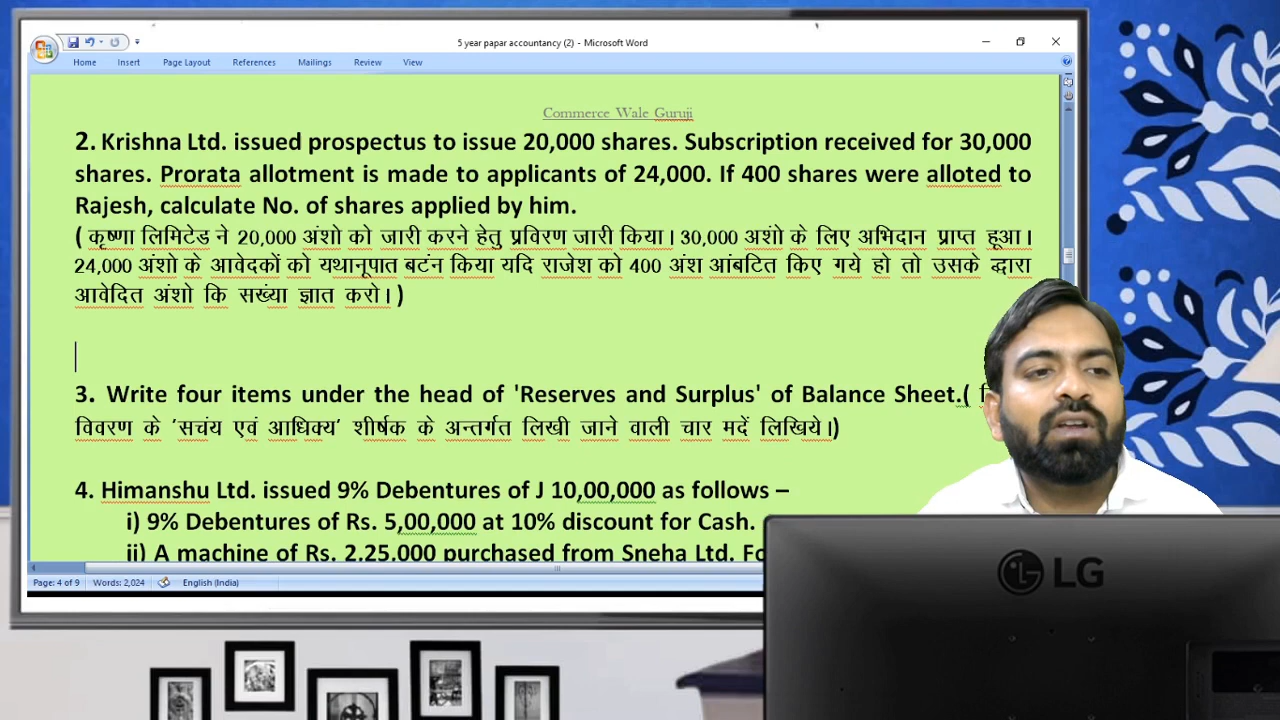 5 year papar accountancy (2) - Microsoft Word
Home Insert Page Layout References Mailings Review View
Commerce Wale Guruji
2. Krishna Ltd. issued prospectus to issue 20,000 shares. Subscription received for 30,000
shares. Prorata allotment is made to applicants of 24,000. If 400 shares were alloted to
Rajesh, calculate No. of shares applied by him.
( कृष्णा लिमिटेड ने 20,000 अंशो को जारी करने हेतु प्रविरण जारी किया। 30,000 अशों के लिए अभिदान प्राप्त हूआ।
24,000 अंशों के आवेदकों को यथानूपात बटंन किया यदि राजेश को 400 अंश आंबटित किए गये हो तो उसके द्वारा
आवेदित अंशो कि सख्ंया ज्ञात करो। )
3. Write four items under the head of 'Reserves and Surplus' of Balance Sheet.(
विवरण के 'सचंय एवं आधिक्य' शीर्षक के अन्तर्गत लिखी जाने वाली चार मदें लिखिये।)
4. Himanshu Ltd. issued 9% Debentures of J 10,00,000 as follows –
i) 9% Debentures of Rs. 5,00,000 at 10% discount for Cash.
ii) A machine of Rs. 2,25,000 purchased from Sneha Ltd. Fo
Page: 4 of 9 Words: 2,024 English (India)
LG